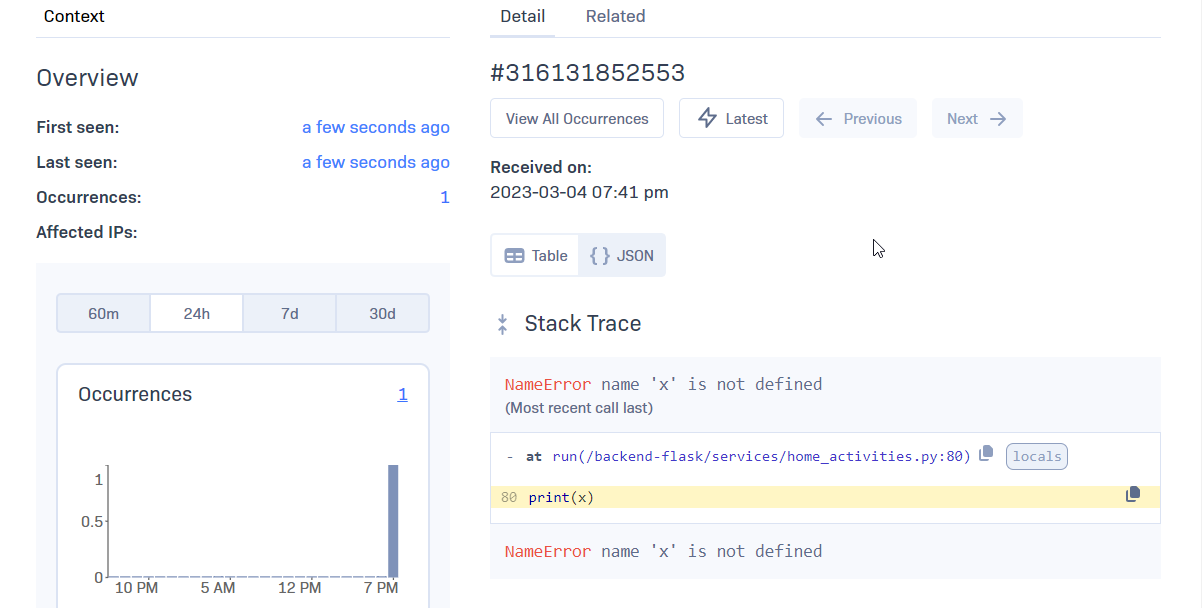 Context
Overview
First seen: a few seconds ago
Last seen: a few seconds ago
Occurrences: 1
Affected IPs:
60m 24h 7d 30d
Occurrences 1
1
0.5
0
10 PM 5 AM 12 PM 7 PM
Detail Related
#316131852553
View All Occurrences Latest Previous Next
Received on:
2023-03-04 07:41 pm
Table {} JSON
Stack Trace
NameError name 'x' is not defined
(Most recent call last)
- at run(/backend-flask/services/home_activities.py:80) locals
80 print(x)
NameError name 'x' is not defined